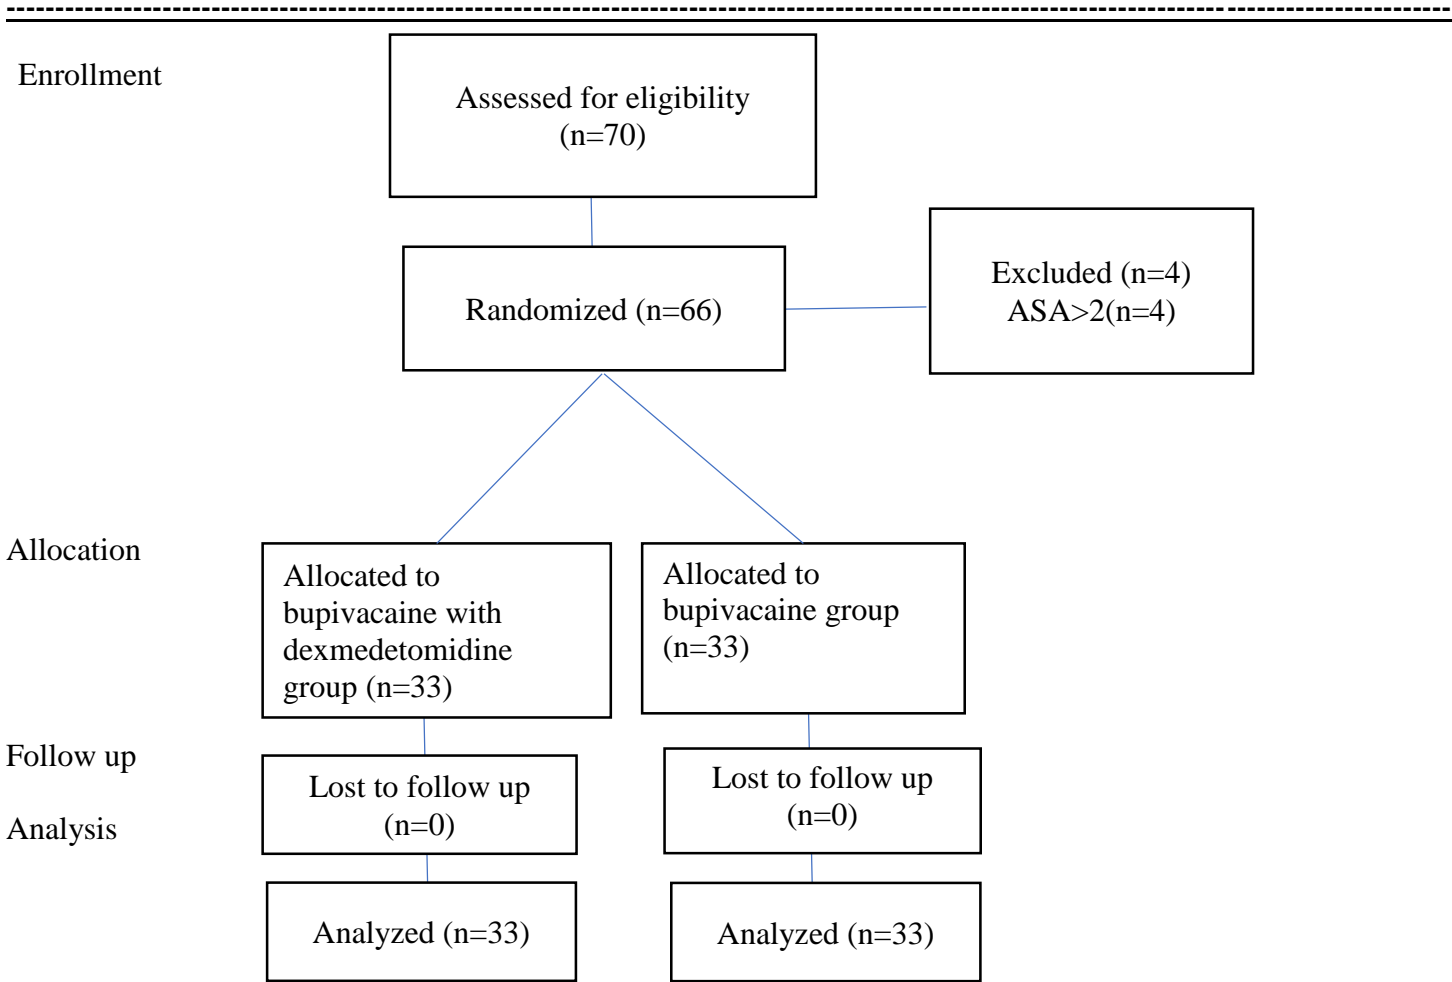 Enrollment
Assessed for eligibility
(n=70)
Excluded (n=4)
ASA>2(n=4)
Randomized (n=66)
Allocation
Allocated to
bupivacaine with
dexmedetomidine
group (n=33)
Allocated to
bupivacaine group
(n=33)
Follow up
Lost to follow up
(n=0)
Lost to follow up
(n=0)
Analysis
Analyzed (n=33)
Analyzed (n=33)